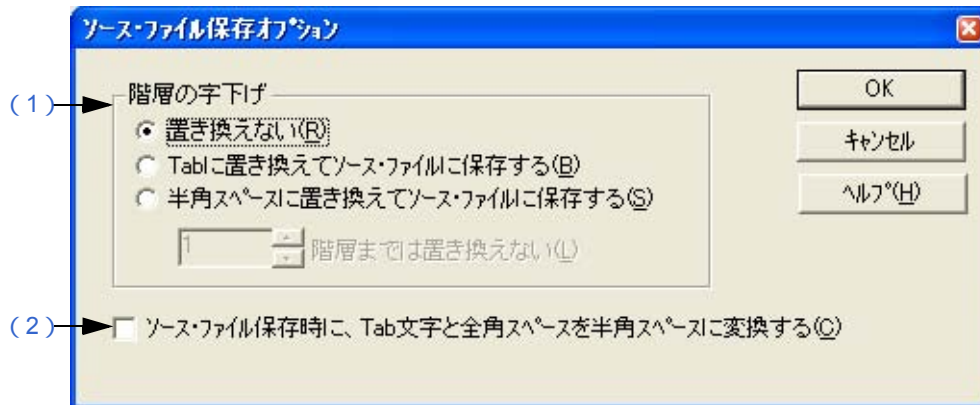 ソース・ファイル保存オプション
(1)
階層の字下げ
置き換えない(R)
Tabに置き換えてソース・ファイルに保存する(B)
半角スペースに置き換えてソース・ファイルに保存する(S)
1 階層までは置き換えない(L)
OK
キャンセル
ヘルプ(H)
(2)
ソース・ファイル保存時に、Tab文字と全角スペースを半角スペースに変換する(C)